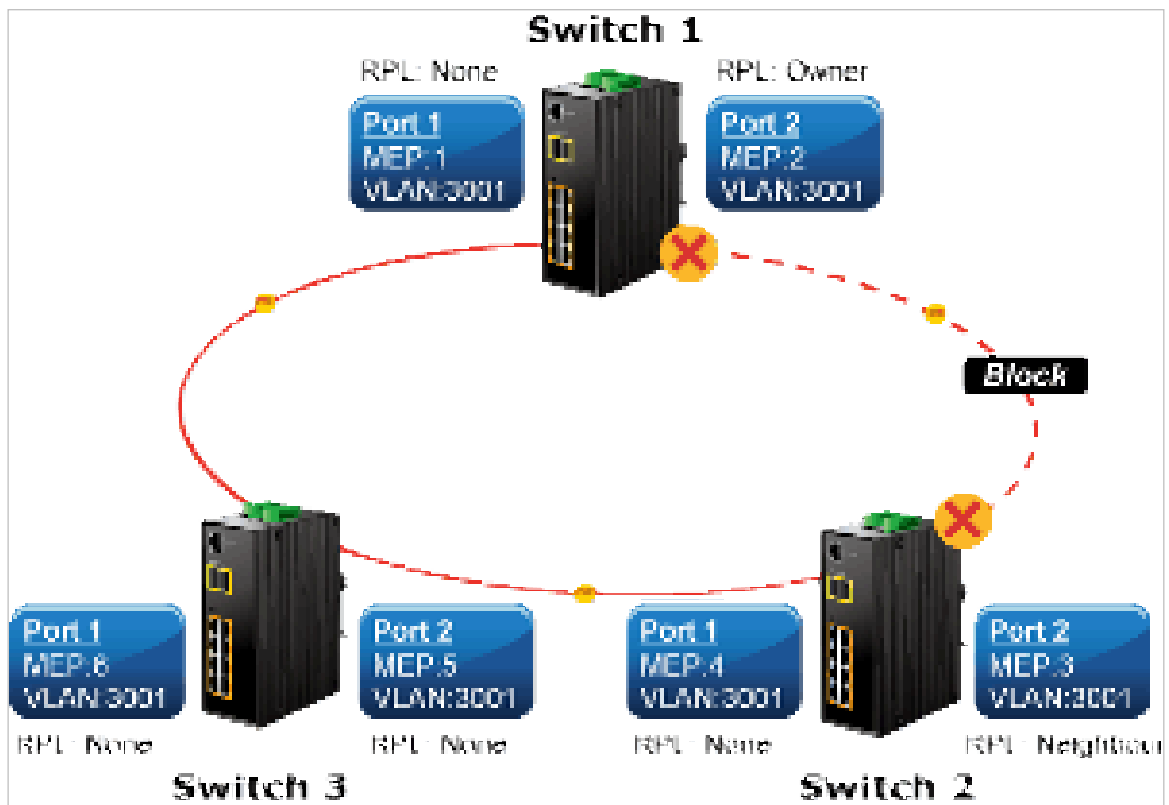 Switch 1
RPL: None
RPL: Owner
Port 1
MEP:1
VLAN:3001
Port 2
MEP:2
VLAN:3001
Block
Port 1
MEP:6
VLAN:3001
Port 2
MEP:5
VLAN:3001
Port 1
MEP:4
VLAN:3001
Port 2
MEP:3
VLAN:3001
RPL: None
RPL: None
RPL: None
RPL: Neighbour
Switch 3
Switch 2